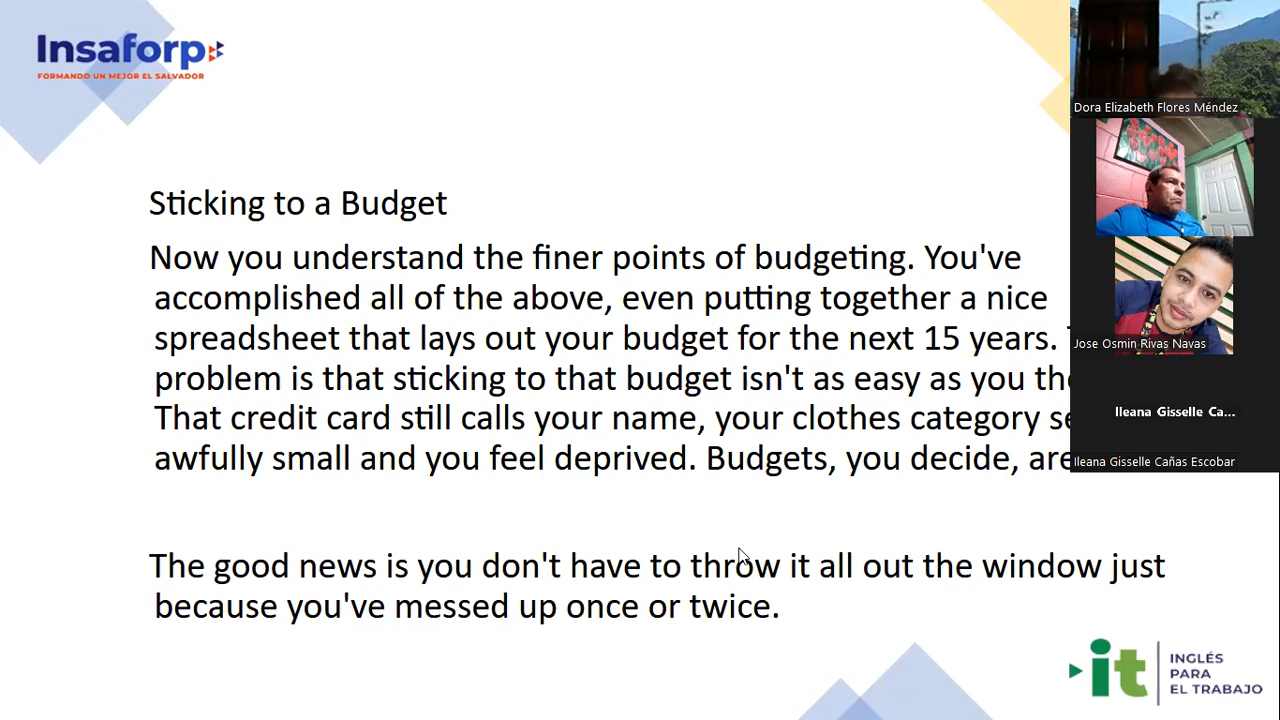 Insaforp
FORMANDO UN MEJOR EL SALVADOR
Sticking to a Budget
Now you understand the finer points of budgeting. You've
accomplished all of the above, even putting together a nice
spreadsheet that lays out your budget for the next 15 years.
problem is that sticking to that budget isn't as easy as you
That credit card still calls your name, your clothes category
awfully small and you feel deprived. Budgets, you decide, are
The good news is you don't have to throw it all out the window just
because you've messed up once or twice.
Dora Elizabeth Flores Méndez
Jose Osmin Rivas Navas
Ileana Gisselle Ca...
Ileana Gisselle Cañas Escobar
it
INGLÉS
PARA
EL TRABAJO